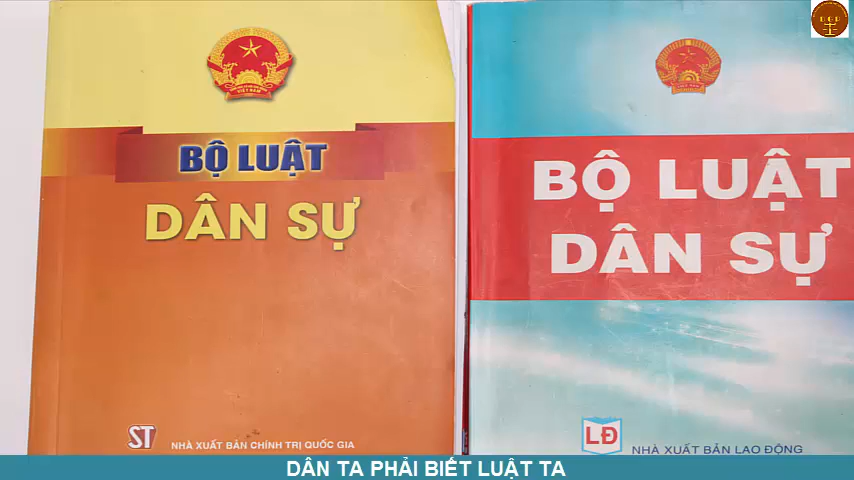 BỘ LUẬT
DÂN SỰ
ST
NHÀ XUẤT BẢN CHÍNH TRỊ QUỐC GIA
BỘ LUẬT
DÂN SỰ
LĐ
NHÀ XUẤT BẢN LAO ĐỘNG
DÂN TA PHẢI BIẾT LUẬT TA